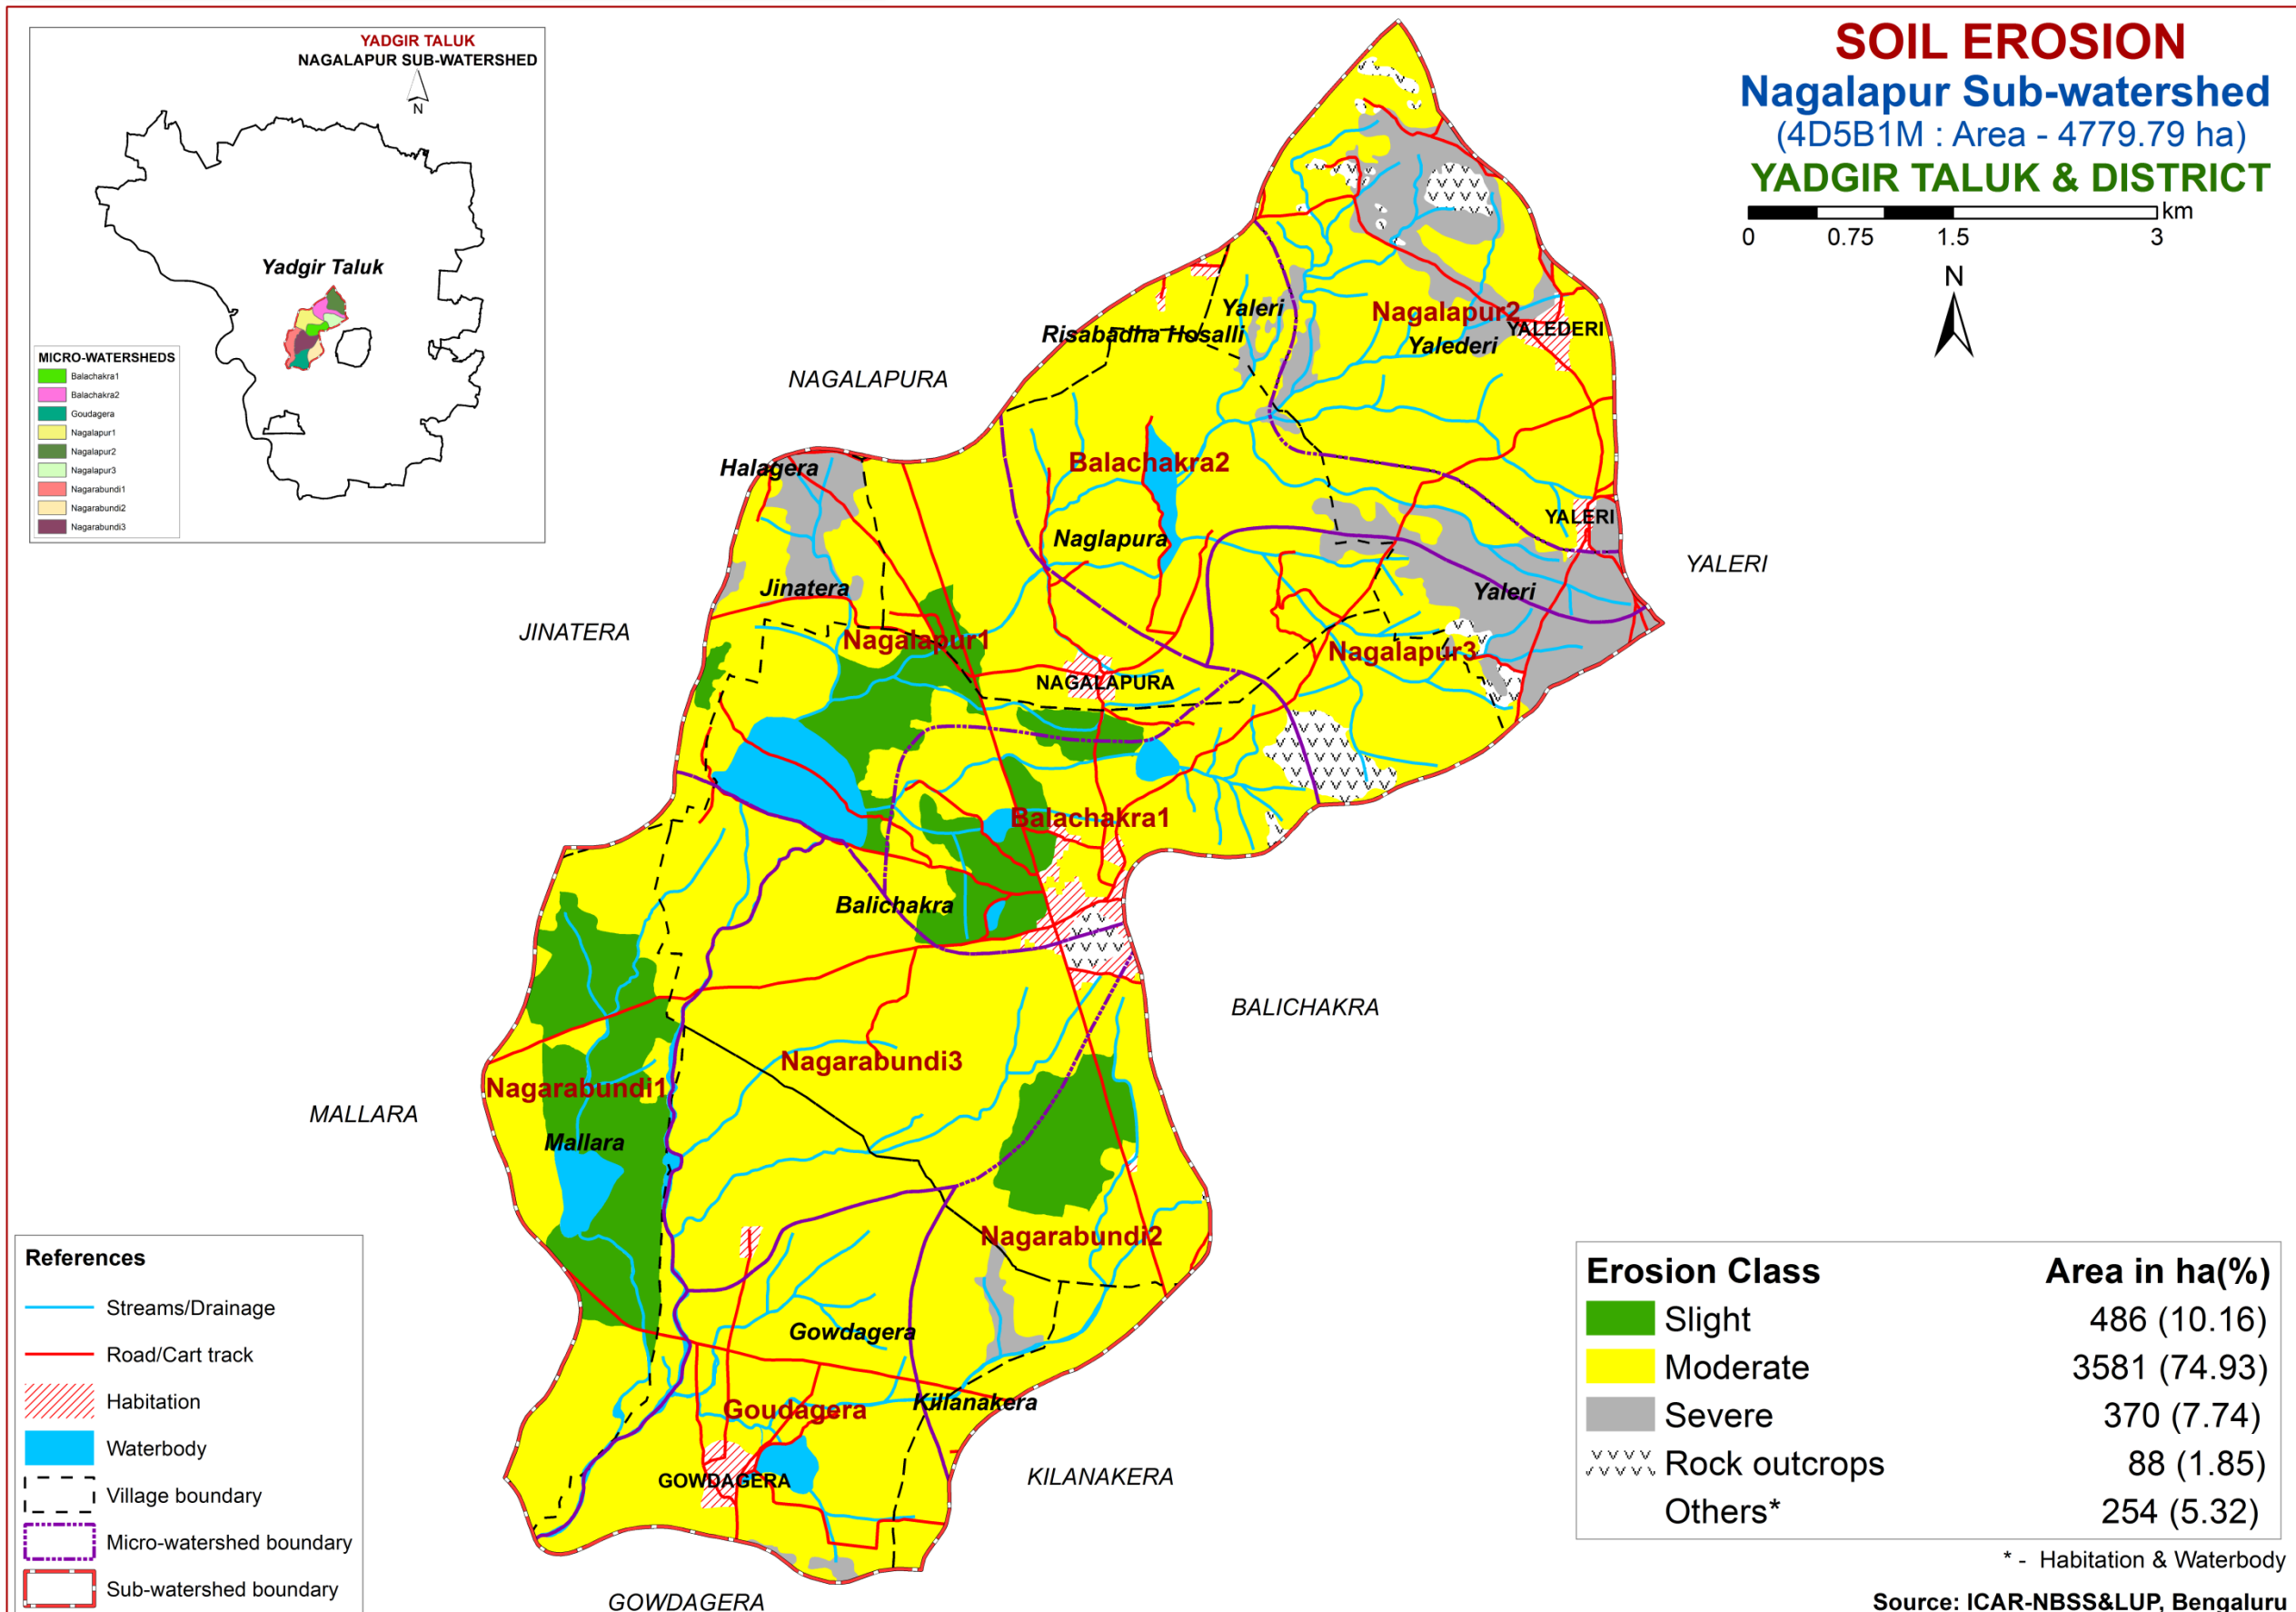 YADGIR TALUK
NAGALAPUR SUB-WATERSHED
N
Yadgir Taluk
MICRO-WATERSHEDS
Balachakra1
Balachakra2
Goudagera
Nagalapur1
Nagalapur2
Nagalapur3
Nagarabundi1
Nagarabundi2
Nagarabundi3
SOIL EROSION
Nagalapur Sub-watershed
(4D5B1M : Area - 4779.79 ha)
YADGIR TALUK & DISTRICT
km
0 0.75 1.5 3
N
Yaleri
Nagalapur2
YALEDERI
Risabadha Hosalli
Yalederi
NAGALAPURA
Halagera
Balachakra2
YALERI
Naglapura
YALERI
Jinatera
Yaleri
JINATERA
Nagalapur1
Nagalapur3
NAGALAPURA
Balachakra1
Balichakra
BALICHAKRA
Nagarabundi3
Nagarabundi1
MALLARA
Mallara
Nagarabundi2
Gowdagera
Killanakera
Goudagera
GOWDAGERA
KILANAKERA
GOWDAGERA
References
Streams/Drainage
Road/Cart track
Habitation
Waterbody
Village boundary
Micro-watershed boundary
Sub-watershed boundary
Erosion Class Area in ha(%)
Slight 486 (10.16)
Moderate 3581 (74.93)
Severe 370 (7.74)
Rock outcrops 88 (1.85)
Others* 254 (5.32)
* - Habitation & Waterbody
Source: ICAR-NBSS&LUP, Bengaluru